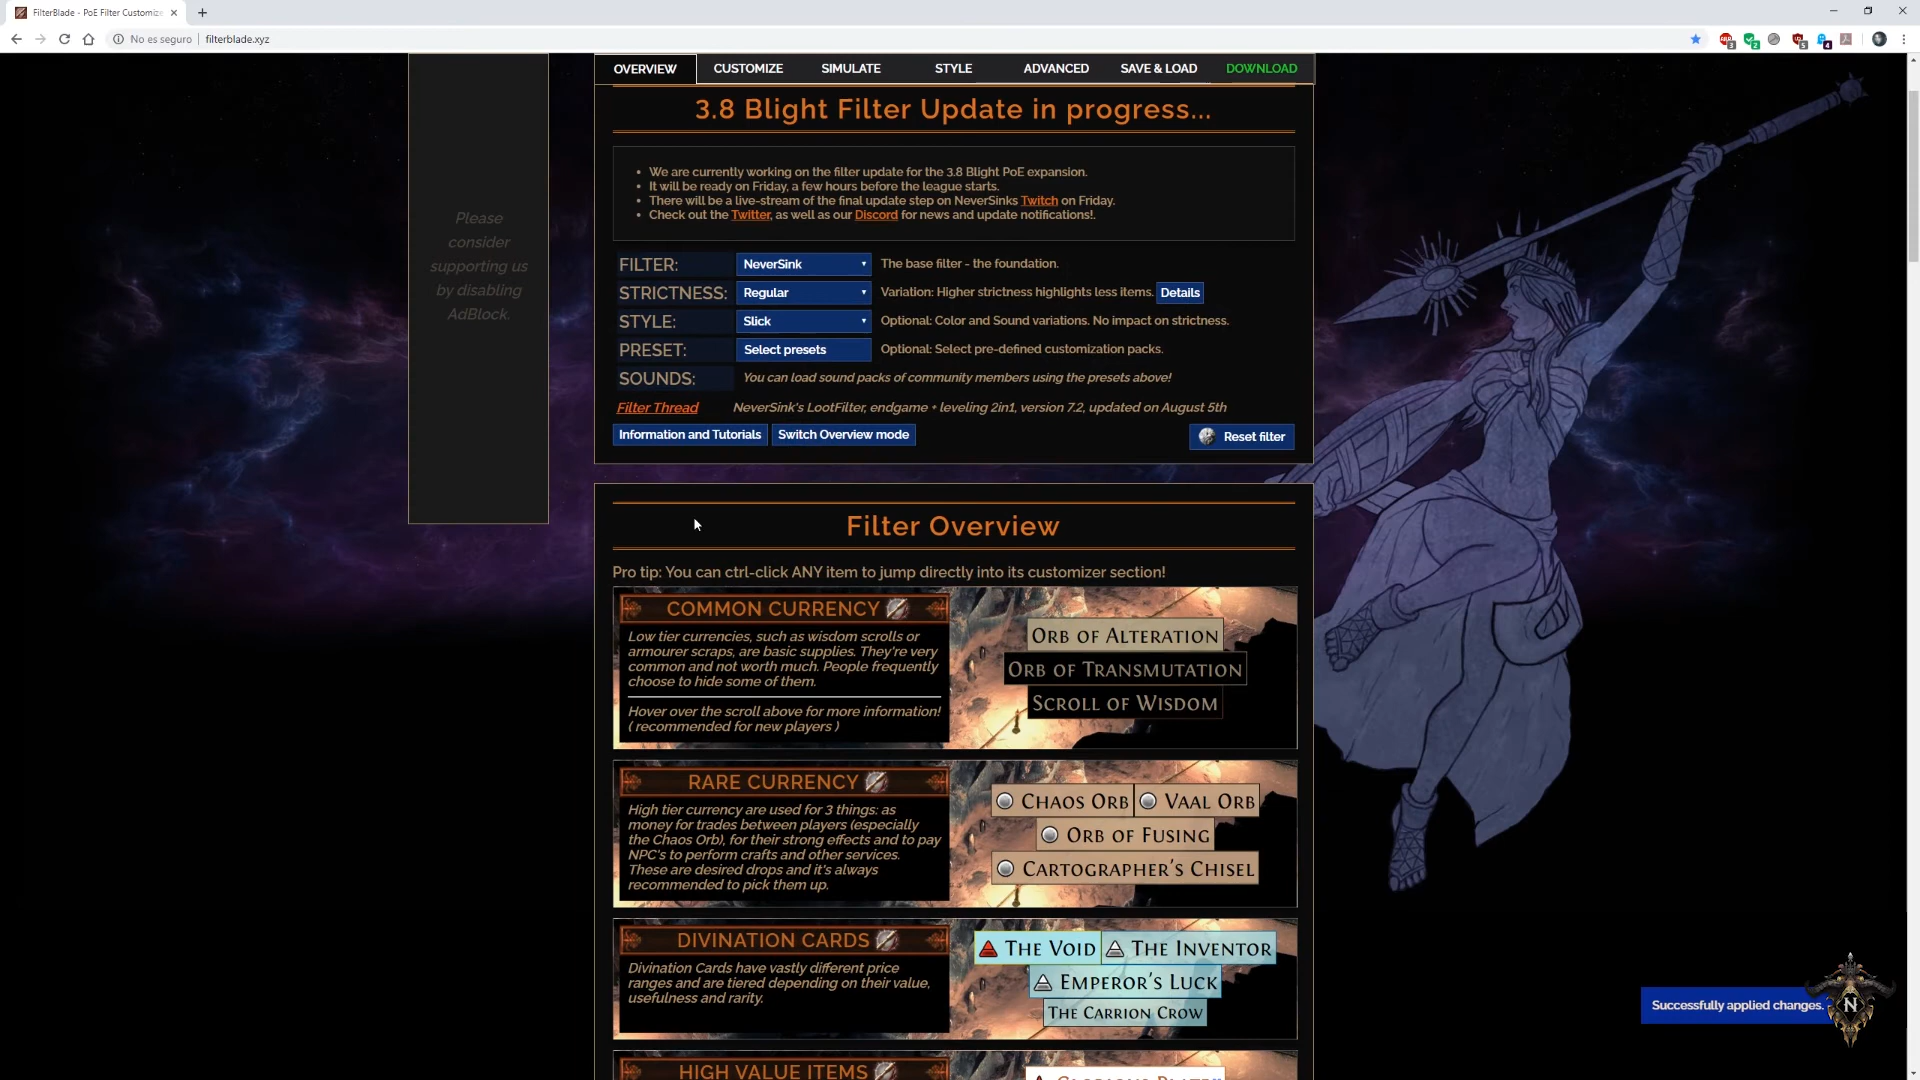 FilterBlade - PoE Filter Customiz
No es seguro
filterblade.xyz
OVERVIEW
CUSTOMIZE
SIMULATE
STYLE
ADVANCED
SAVE & LOAD
DOWNLOAD
3.8 Blight Filter Update in progress...
We are currently working on the filter update for the 3.8 Blight PoE expansion.
It will be ready on Friday, a few hours before the league starts.
There will be a live-stream of the final update step on NeverSinks Twitch on Friday.
Check out the Twitter, as well as our Discord for news and update notifications!.
Please
consider
supporting us
by disabling
AdBlock.
FILTER:
NeverSink
The base filter - the foundation.
STRICTNESS:
Regular
Variation: Higher strictness highlights less items.
Details
STYLE:
Slick
Optional: Color and Sound variations. No impact on strictness.
PRESET:
Select presets
Optional: Select pre-defined customization packs.
SOUNDS:
You can load sound packs of community members using the presets above!
Filter Thread
NeverSink's LootFilter, endgame + leveling 2in1, version 7.2, updated on August 5th
Information and Tutorials
Switch Overview mode
Reset filter
Filter Overview
Pro tip: You can ctrl-click ANY item to jump directly into its customizer section!
COMMON CURRENCY
Low tier currencies, such as wisdom scrolls or
armourer scraps, are basic supplies. They're very
common and not worth much. People frequently
choose to hide some of them.
Hover over the scroll above for more information!
( recommended for new players )
ORB OF ALTERATION
ORB OF TRANSMUTATION
SCROLL OF WISDOM
RARE CURRENCY
High tier currency are used for 3 things: as
money for trades between players (especially
the Chaos Orb), for their strong effects and to pay
NPC's to perform crafts and other services.
These are desired drops and it's always
recommended to pick them up.
CHAOS ORB
VAAL ORB
ORB OF FUSING
CARTOGRAPHER'S CHISEL
DIVINATION CARDS
Divination Cards have vastly different price
ranges and are tiered depending on their value,
usefulness and rarity.
THE VOID
THE INVENTOR
EMPEROR'S LUCK
THE CARRION CROW
Successfully applied changes.
N
HIGH VALUE ITEMS